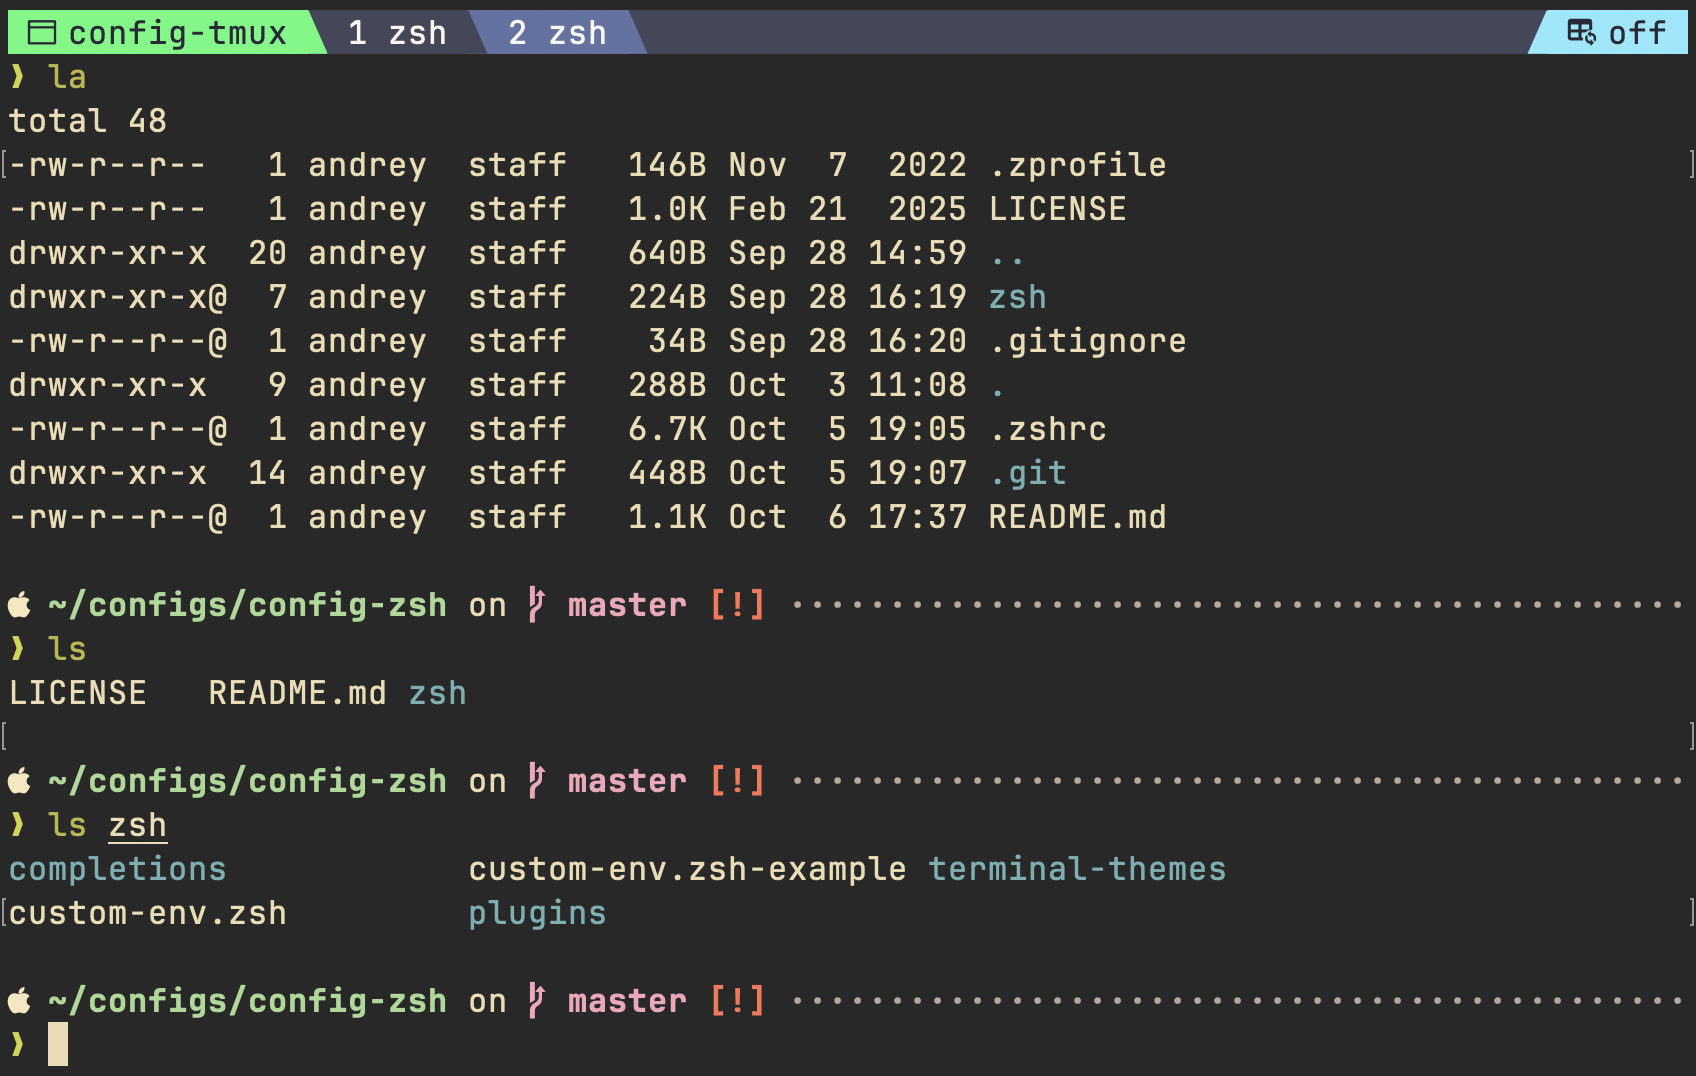 config-tmux 1 zsh 2 zsh off
❱ la
total 48
-rw-r--r--   1 andrey  staff   146B Nov  7  2022 .zprofile
-rw-r--r--   1 andrey  staff   1.0K Feb 21  2025 LICENSE
drwxr-xr-x  20 andrey  staff   640B Sep 28 14:59 ..
drwxr-xr-x@  7 andrey  staff   224B Sep 28 16:19 zsh
-rw-r--r--@  1 andrey  staff    34B Sep 28 16:20 .gitignore
drwxr-xr-x   9 andrey  staff   288B Oct  3 11:08 .
-rw-r--r--@  1 andrey  staff   6.7K Oct  5 19:05 .zshrc
drwxr-xr-x  14 andrey  staff   448B Oct  5 19:07 .git
-rw-r--r--@  1 andrey  staff   1.1K Oct  6 17:37 README.md
~/configs/config-zsh on master [!] ·············································
❱ ls
LICENSE   README.md zsh
~/configs/config-zsh on master [!] ·············································
❱ ls zsh
completions            custom-env.zsh-example terminal-themes
custom-env.zsh         plugins
~/configs/config-zsh on master [!] ·············································
❱